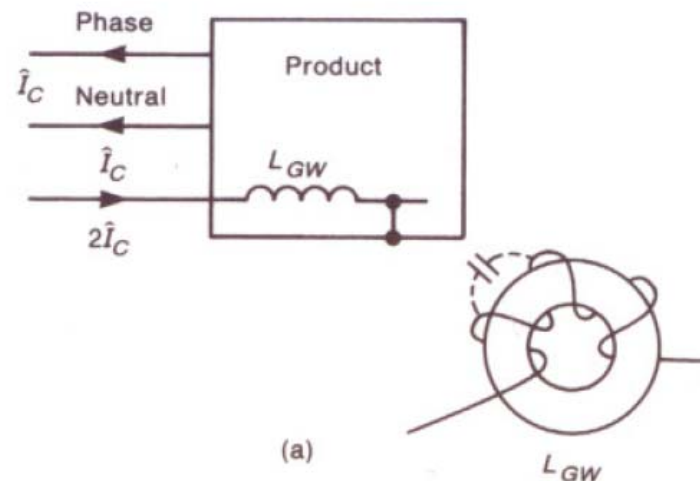 Phase
Product
Î_C
Neutral
Î_C
L_GW
2Î_C
(a)
L_GW